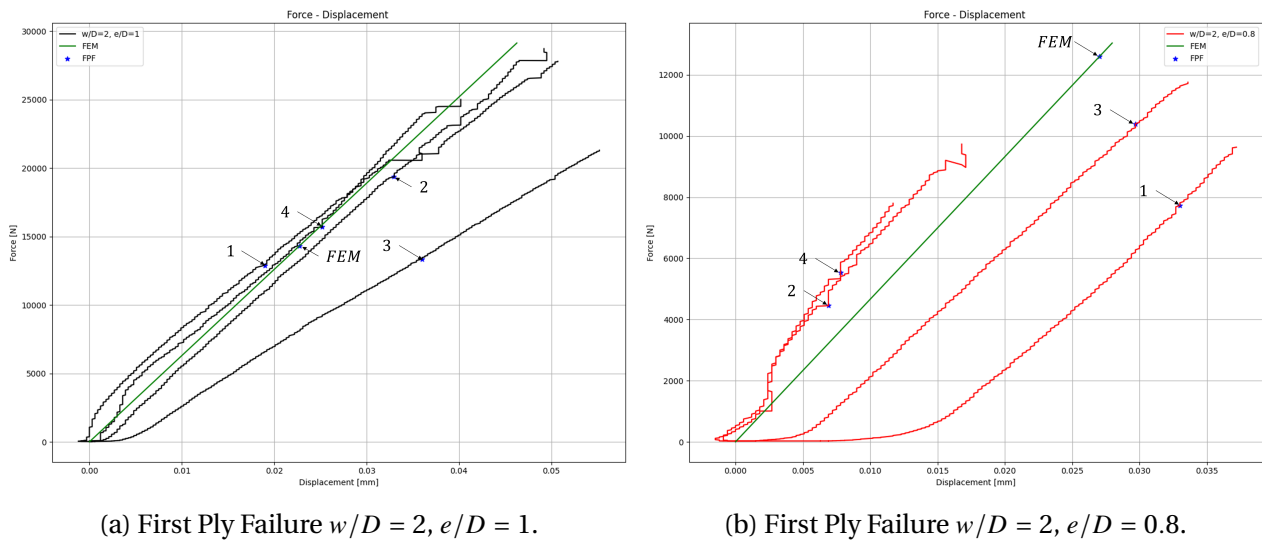 Force - Displacement
w/D=2, e/D=1
FEM
FPF
30000
25000
20000
15000
10000
5000
0
Force [N]
1
4
2
FEM
3
0.00 0.01 0.02 0.03 0.04 0.05
Displacement [mm]
(a) First Ply Failure w/D = 2, e/D = 1.
Force - Displacement
w/D=2, e/D=0.8
FEM
FPF
12000
10000
8000
6000
4000
2000
0
Force [N]
FEM
3
1
4
2
0.000 0.005 0.010 0.015 0.020 0.025 0.030 0.035
Displacement [mm]
(b) First Ply Failure w/D = 2, e/D = 0.8.